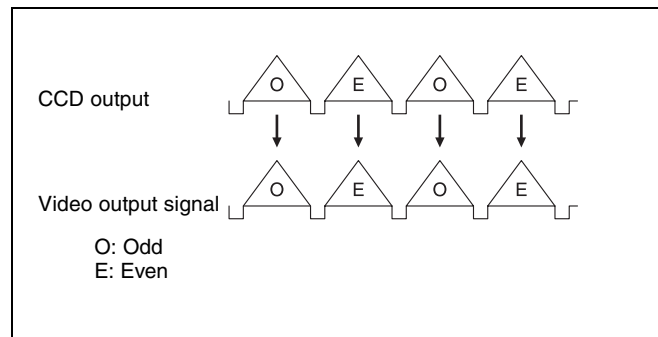 O E O E
CCD output
O E O E
Video output signal
O: Odd
E: Even